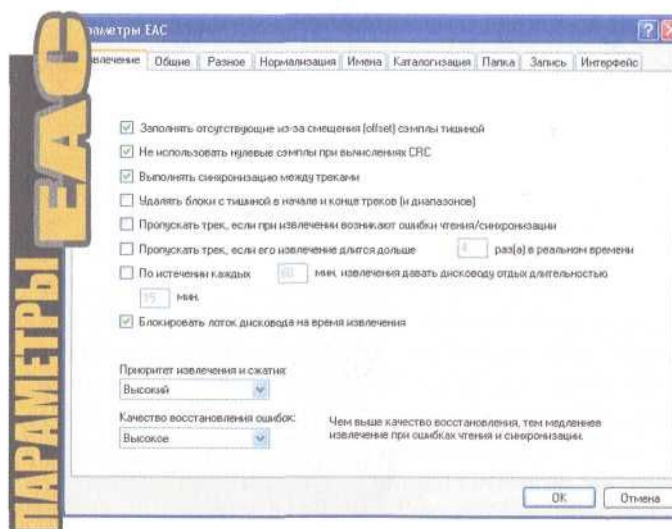 ПАРАМЕТРЫ EAC
раметры EAC
влечение Общие Разное Нормализация Имена Каталогизация Папка Запись Интерфейс
Заполнять отсутствующие из-за смещения (offset) сэмплы тишиной
Не использовать нулевые сэмплы при вычислениях CRC
Выполнять синхронизацию между треками
Удалять блоки с тишиной в начале и конце треков (и диапазонов)
Пропускать трек, если при извлечении возникают ошибки чтения/синхронизации
Пропускать трек, если его извлечение длится дольше 4 раз(а) в реальном времени
По истечении каждых 60 мин. извлечения давать дисководу отдых длительностью
15 мин.
Блокировать лоток дисковода на время извлечения
Приоритет извлечения и сжатия:
Высокий
Качество восстановления ошибок:
Высокое
Чем выше качество восстановления, тем медленнее
извлечение при ошибках чтения и синхронизации.
OK Отмена